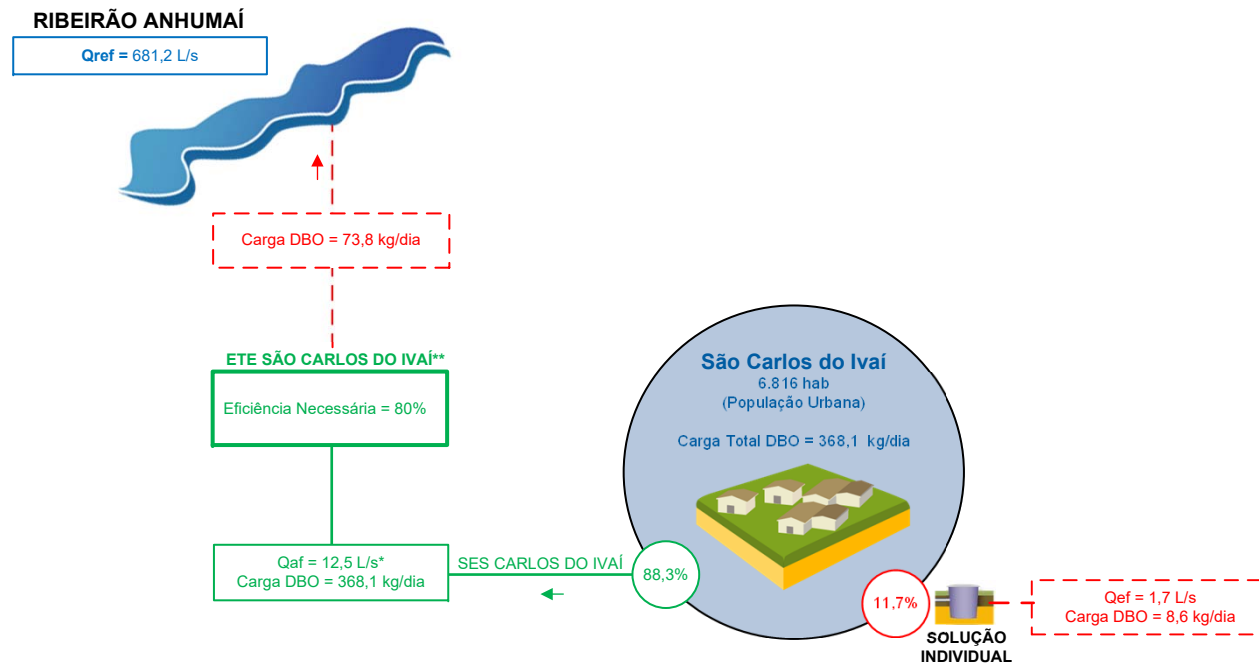 RIBEIRÃO ANHUMAÍ
Qref = 681,2 L/s
Carga DBO = 73,8 kg/dia
ETE SÃO CARLOS DO IVAÍ**
Eficiência Necessária = 80%
São Carlos do Ivaí
6.816 hab
(População Urbana)
Carga Total DBO = 368,1 kg/dia
Qaf = 12,5 L/s*
Carga DBO = 368,1 kg/dia
SES CARLOS DO IVAÍ
88,3%
11,7%
SOLUÇÃO
INDIVIDUAL
Qef = 1,7 L/s
Carga DBO = 8,6 kg/dia